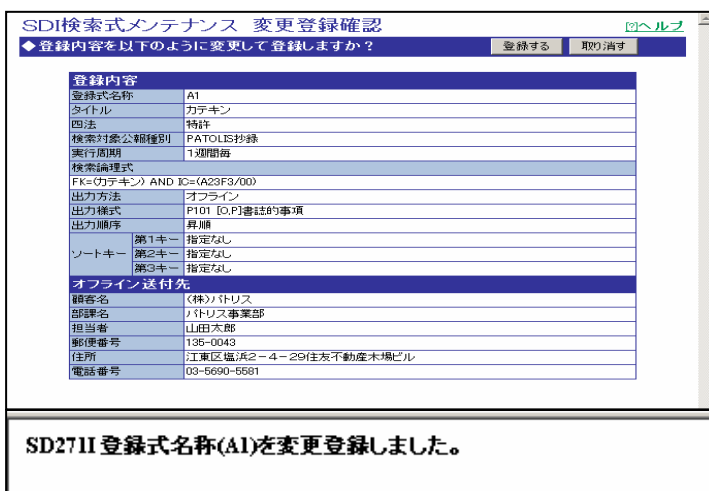 SDI検索式メンテナンス 変更登録確認
[?]ヘルプ
◆登録内容を以下のように変更して登録しますか？ 登録する 取り消す
登録内容
登録式名称 A1
タイトル カテキン
四法 特許
検索対象公報種別 PATOLIS抄録
実行周期 1週間毎
検索論理式
FK=(カテキン) AND IC=(A23F3/00)
出力方法 オフライン
出力様式 P101 [O,P]書誌的事項
出力順序 昇順
ソートキー 第1キー 指定なし
第2キー 指定なし
第3キー 指定なし
オフライン送付先
顧客名 (株)パトリス
部課名 パトリス事業部
担当者 山田太郎
郵便番号 135-0043
住所 江東区塩浜2-4-29住友不動産木場ビル
電話番号 03-5690-5581
SD271I 登録式名称(A1)を変更登録しました。